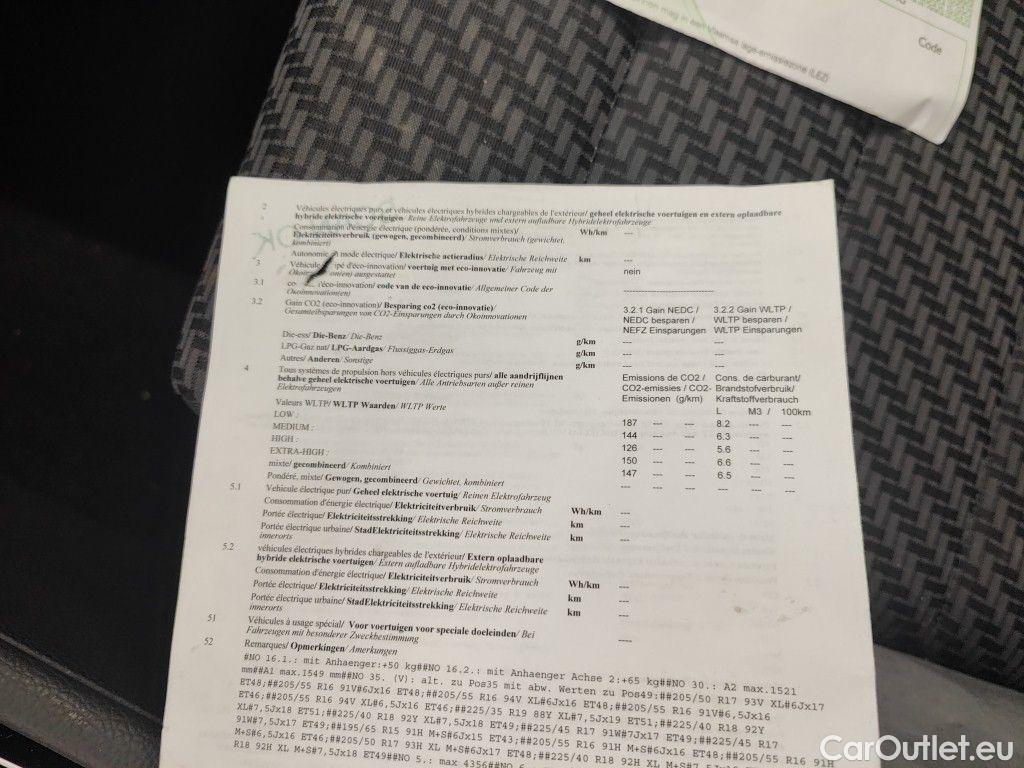 nnen mag in een Vlaamse lage-emissiezone (LEZ)
Code
2 Véhicules électriques purs et véhicules électriques hybrides chargeables de l'extérieur/ geheel elektrische voertuigen en extern oplaadbare
hybride elektrische voertuigen/ Reine Elektrofahrzeuge und extern aufladbare Hybridelektrofahrzeuge
Consommation d'énergie électrique (pondérée, conditions mixtes)/ Wh/km ---
Elektriciteitsverbruik (gewogen, gecombineerd)/ Stromverbrauch (gewichtet,
kombiniert)
Autonomie mode électrique/ Elektrische actieradius/ Elektrische Reichweite km ---
3 Véhicule ipé d'éco-innovation/ voertuig met eco-innovatie/ Fahrzeug mit nein
on(en) ausgestattet
3.1 co l'éco-innovation/ code van de eco-innovatie/ Allgemeiner Code der
Ökoinnovation(en)
3.2 Gain CO2 (eco-innovation)/ Besparing co2 (eco-innovatie)/
Gesamteibsparungen von CO2-Einsparungen durch Ökoinnovationen
3.2.1 Gain NEDC / 3.2.2 Gain WLTP /
NEDC besparen / WLTP besparen /
NEFZ Einsparungen WLTP Einsparungen
Die-ess/ Die-Benz/ Die-Benz g/km --- ---
LPG-Gaz nat/ LPG-Aardgas/ Flussiggas-Erdgas g/km --- ---
Autres/ Anderen/ Sonstige g/km --- ---
4 Tous systèmes de propulsion hors véhicules électriques purs/ alle aandrijflijnen
behalve geheel elektrische voertuigen/ Alle Antriebsarten außer reinen
Elektrofahrzeugen
Emissions de CO2 / Cons. de carburant/
CO2-emissies / CO2- Brandstofverbruik/
Emissionen (g/km) Kraftstoffverbrauch
L M3 / 100km
Valeurs WLTP/ WLTP Waarden/ WLTP Werte
LOW : 187 --- --- 8.2 --- ---
MEDIUM : 144 --- --- 6.3 --- ---
HIGH : 126 --- --- 5.6 --- ---
EXTRA-HIGH : 150 --- --- 6.6 --- ---
mixte/ gecombineerd/ Kombiniert 147 --- --- 6.5 --- ---
Pondéré, mixte/ Gewogen, gecombineerd/ Gewichtet, kombiniert --- --- --- --- --- ---
5.1 Vehicule électrique pur/ Geheel elektrische voertuig/ Reinen Elektrofahrzeug
Consommation d'énergie électrique/ Elektriciteitverbruik/ Stromverbrauch Wh/km ---
Portée électrique/ Elektriciteitsstrekking/ Elektrische Reichweite km ---
Portée électrique urbaine/ StadElektriciteitsstrekking/ Elektrische Reichweite km ---
innerorts
5.2 véhicules électriques hybrides chargeables de l'extérieur/ Extern oplaadbare
hybride elektrische voertuigen/ Extern aufladbare Hybridelektrofahrzeuge
Consommation d'énergie électrique/ Elektriciteitverbruik/ Stromverbrauch Wh/km ---
Portée électrique/ Elektriciteitsstrekking/ Elektrische Reichweite km ---
Portée électrique urbaine/ StadElektriciteitsstrekking/ Elektrische Reichweite km ---
innerorts
51 Véhicules à usage spécial/ Voor voertuigen voor speciale doeleinden/ Bei ----
Fahrzeugen mit besonderer Zweckbestimmung
52 Remarques/ Opmerkingen/ Amerkungen
#NO 16.1.: mit Anhaenger:+50 kg##NO 16.2.: mit Anhaenger Achse 2:+65 kg##NO 30.: A2 max.1521
mm##A1 max.1549 mm##NO 35. (V): alt. zu Pos35 mit abw. Werten zu Pos49:##205/50 R17 93V XL#6Jx17
ET48;##205/55 R16 91V#6Jx16 ET48;##205/55 R16 94V XL#6Jx16 ET48;##205/55 R16 91V#6,5Jx16
ET46;##205/55 R16 94V XL#6,5Jx16 ET46;##225/35 R19 88Y XL#7,5Jx19 ET51;##225/40 R18 92Y
XL#7,5Jx18 ET51;##225/40 R18 92Y XL#7,5Jx18 ET49;##225/45 R17 91W#7Jx17 ET49;##225/45 R17
91W#7,5Jx17 ET49;##195/65 R15 91H M+S#6Jx15 ET43;##205/55 R16 91H M+S#6Jx16 ET48;##205/55 R16 91H
M+S#6,5Jx16 ET46;##205/50 R17 93H XL M+S#6Jx17 ET48;##225/40 R18 92H XL M+S#7,5Jx18
R18 92H XL M+S#7,5Jx18 ET49##NO 5.: max 4356##NO 6
CarOutlet.eu